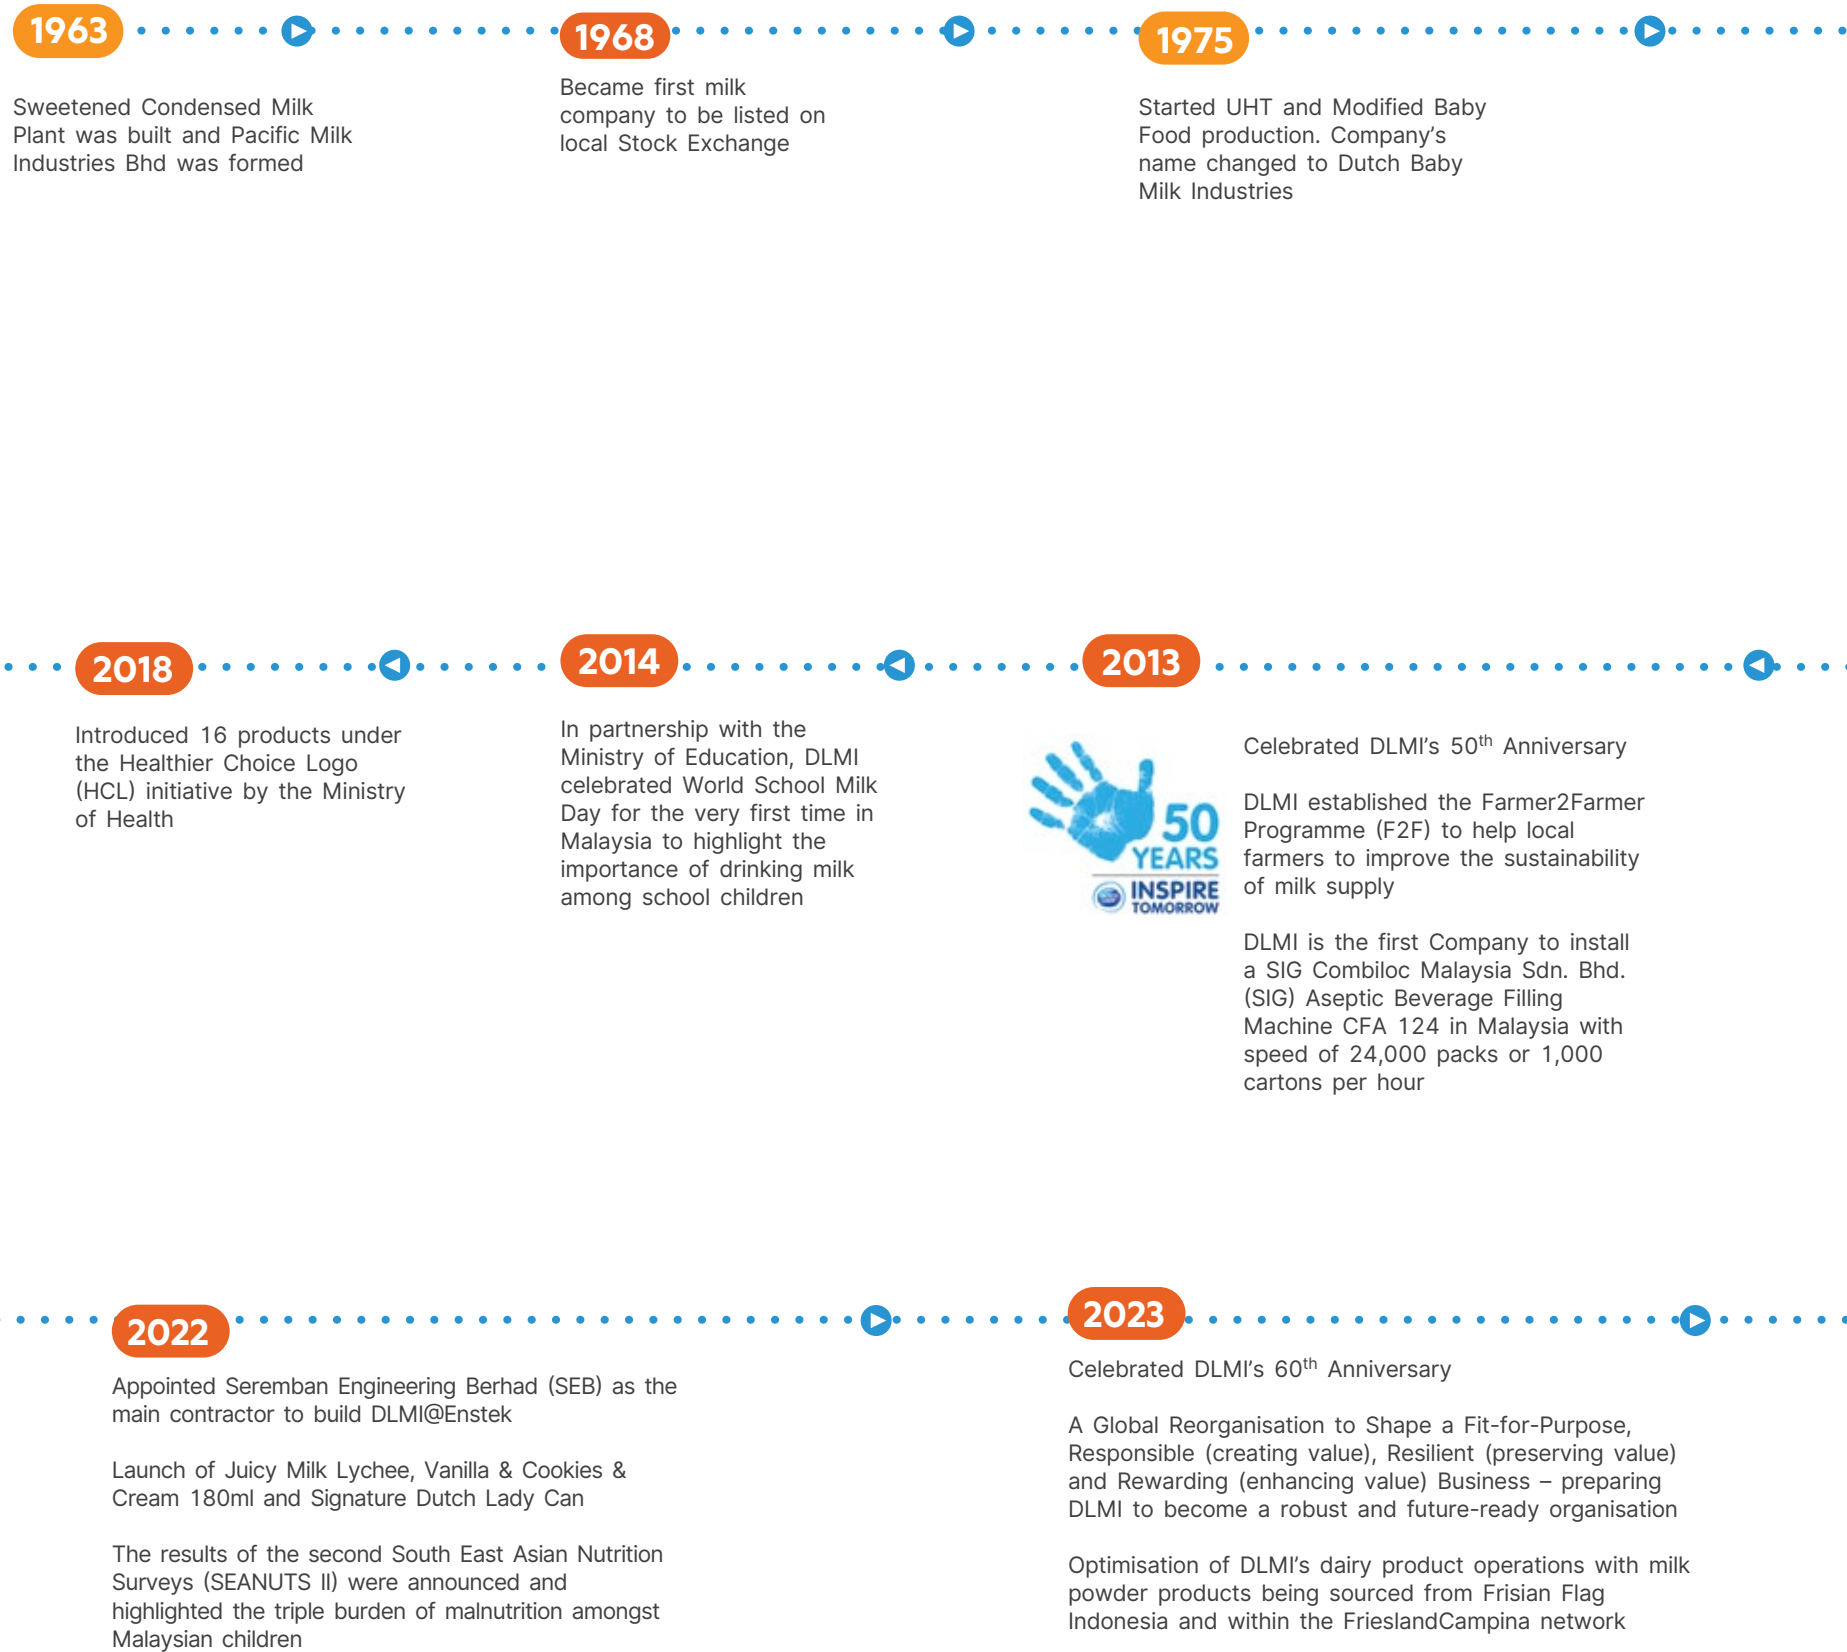 1963
Sweetened Condensed Milk
Plant was built and Pacific Milk
Industries Bhd was formed
1968
Became first milk
company to be listed on
local Stock Exchange
1975
Started UHT and Modified Baby
Food production. Company’s
name changed to Dutch Baby
Milk Industries
2018
Introduced 16 products under
the Healthier Choice Logo
(HCL) initiative by the Ministry
of Health
2014
In partnership with the
Ministry of Education, DLMI
celebrated World School Milk
Day for the very first time in
Malaysia to highlight the
importance of drinking milk
among school children
2013
50
YEARS
INSPIRE
TOMORROW
Celebrated DLMI’s 50th Anniversary
DLMI established the Farmer2Farmer
Programme (F2F) to help local
farmers to improve the sustainability
of milk supply
DLMI is the first Company to install
a SIG Combiloc Malaysia Sdn. Bhd.
(SIG) Aseptic Beverage Filling
Machine CFA 124 in Malaysia with
speed of 24,000 packs or 1,000
cartons per hour
2022
Appointed Seremban Engineering Berhad (SEB) as the
main contractor to build DLMI@Enstek
Launch of Juicy Milk Lychee, Vanilla & Cookies &
Cream 180ml and Signature Dutch Lady Can
The results of the second South East Asian Nutrition
Surveys (SEANUTS II) were announced and
highlighted the triple burden of malnutrition amongst
Malaysian children
2023
Celebrated DLMI’s 60th Anniversary
A Global Reorganisation to Shape a Fit-for-Purpose,
Responsible (creating value), Resilient (preserving value)
and Rewarding (enhancing value) Business – preparing
DLMI to become a robust and future-ready organisation
Optimisation of DLMI’s dairy product operations with milk
powder products being sourced from Frisian Flag
Indonesia and within the FrieslandCampina network